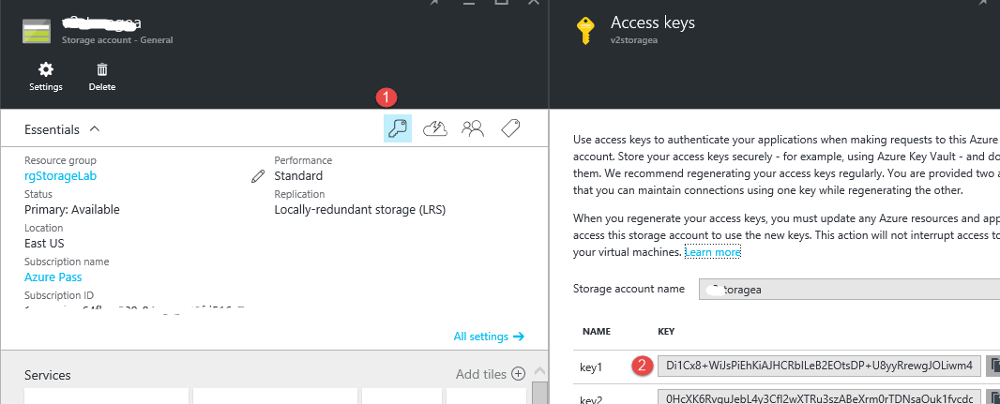 Storage account - General
Settings
Delete
1
Essentials
Resource group
rgStorageLab
Status
Primary: Available
Location
East US
Subscription name
Azure Pass
Subscription ID
Performance
Standard
Replication
Locally-redundant storage (LRS)
All settings
Services
Add tiles
Access keys
v2storagea
Use access keys to authenticate your applications when making requests to this Azure
account. Store your access keys securely - for example, using Azure Key Vault - and do
them. We recommend regenerating your access keys regularly. You are provided two a
that you can maintain connections using one key while regenerating the other.
When you regenerate your access keys, you must update any Azure resources and app
access this storage account to use the new keys. This action will not interrupt access to
your virtual machines. Learn more
Storage account name
toragea
NAME
KEY
key1
2
Di1Cx8+WiJsPiEhKiAJHCRbILeB2EOtsDP+U8yyRrewgJOLiwm4
key2